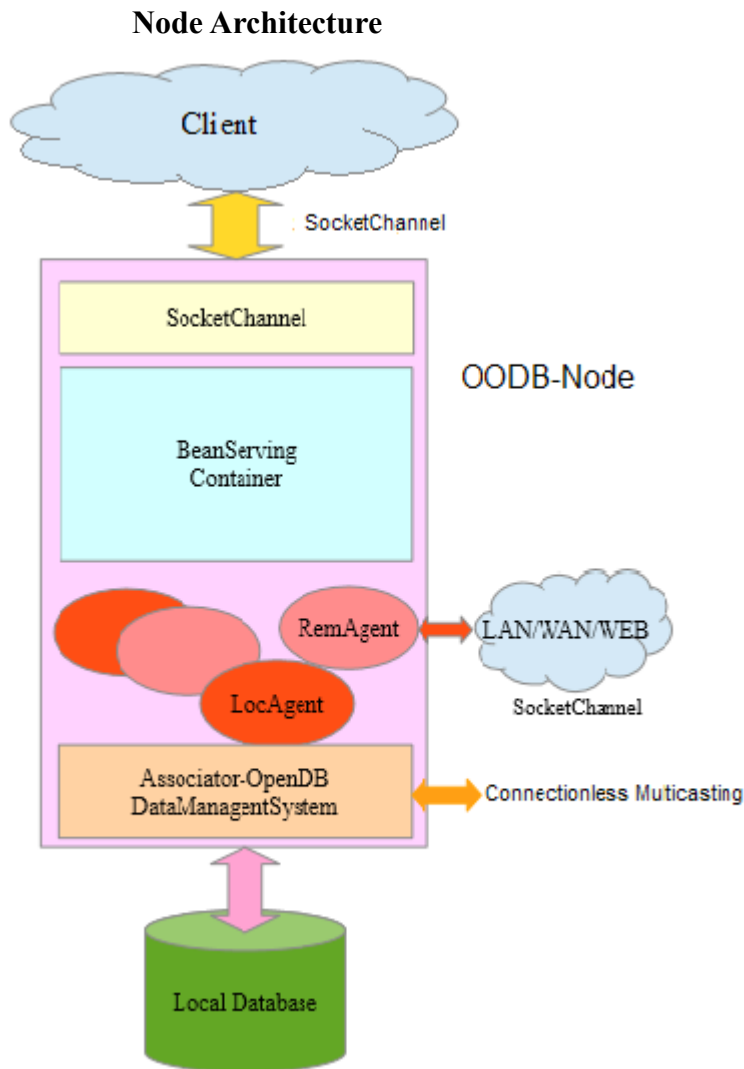 Node Architecture
Client
SocketChannel
SocketChannel
OODB-Node
BeanServing
Container
RemAgent
LAN/WAN/WEB
LocAgent
SocketChannel
Associator-OpenDB
DataManagentSystem
Connectionless Muticasting
Local Database